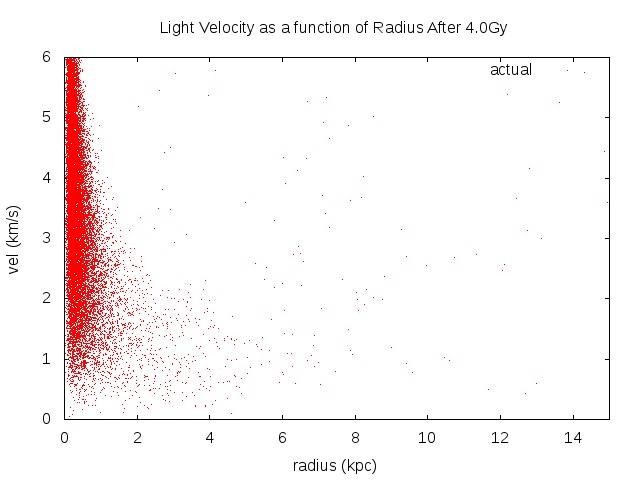 Light Velocity as a function of Radius After 4.0Gy
actual
6
5
4
3
2
1
0
vel (km/s)
0 2 4 6 8 10 12 14
radius (kpc)